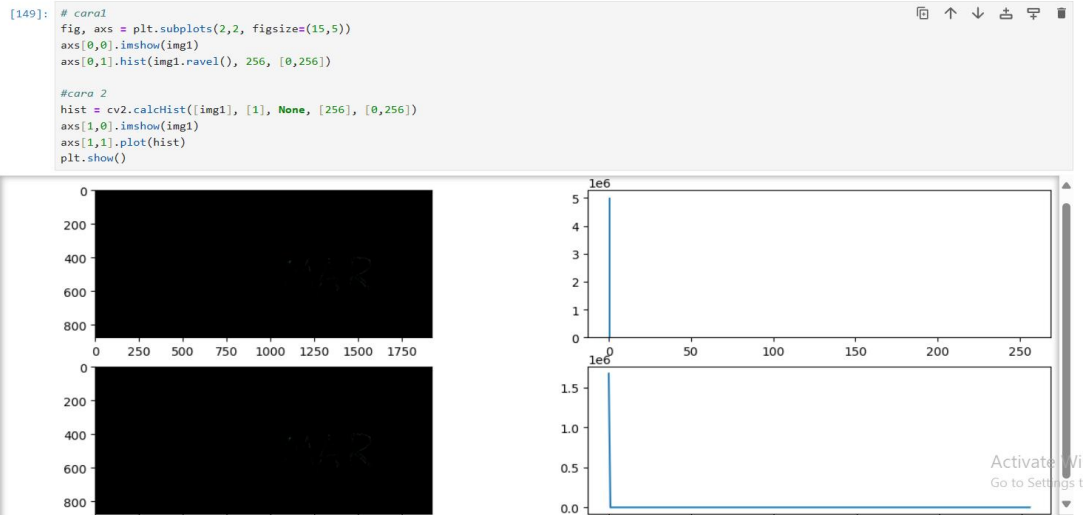 [149]: # cara1
fig, axs = plt.subplots(2,2, figsize=(15,5))
axs[0,0].imshow(img1)
axs[0,1].hist(img1.ravel(), 256, [0,256])
#cara 2
hist = cv2.calcHist([img1], [1], None, [256], [0,256])
axs[1,0].imshow(img1)
axs[1,1].plot(hist)
plt.show()
0
200
400
600
800
0 250 500 750 1000 1250 1500 1750
1e6
5
4
3
2
1
0
0 50 100 150 200 250
0
200
400
600
800
1e6
1.5
1.0
0.5
0.0
Activate Wi
Go to Settings t